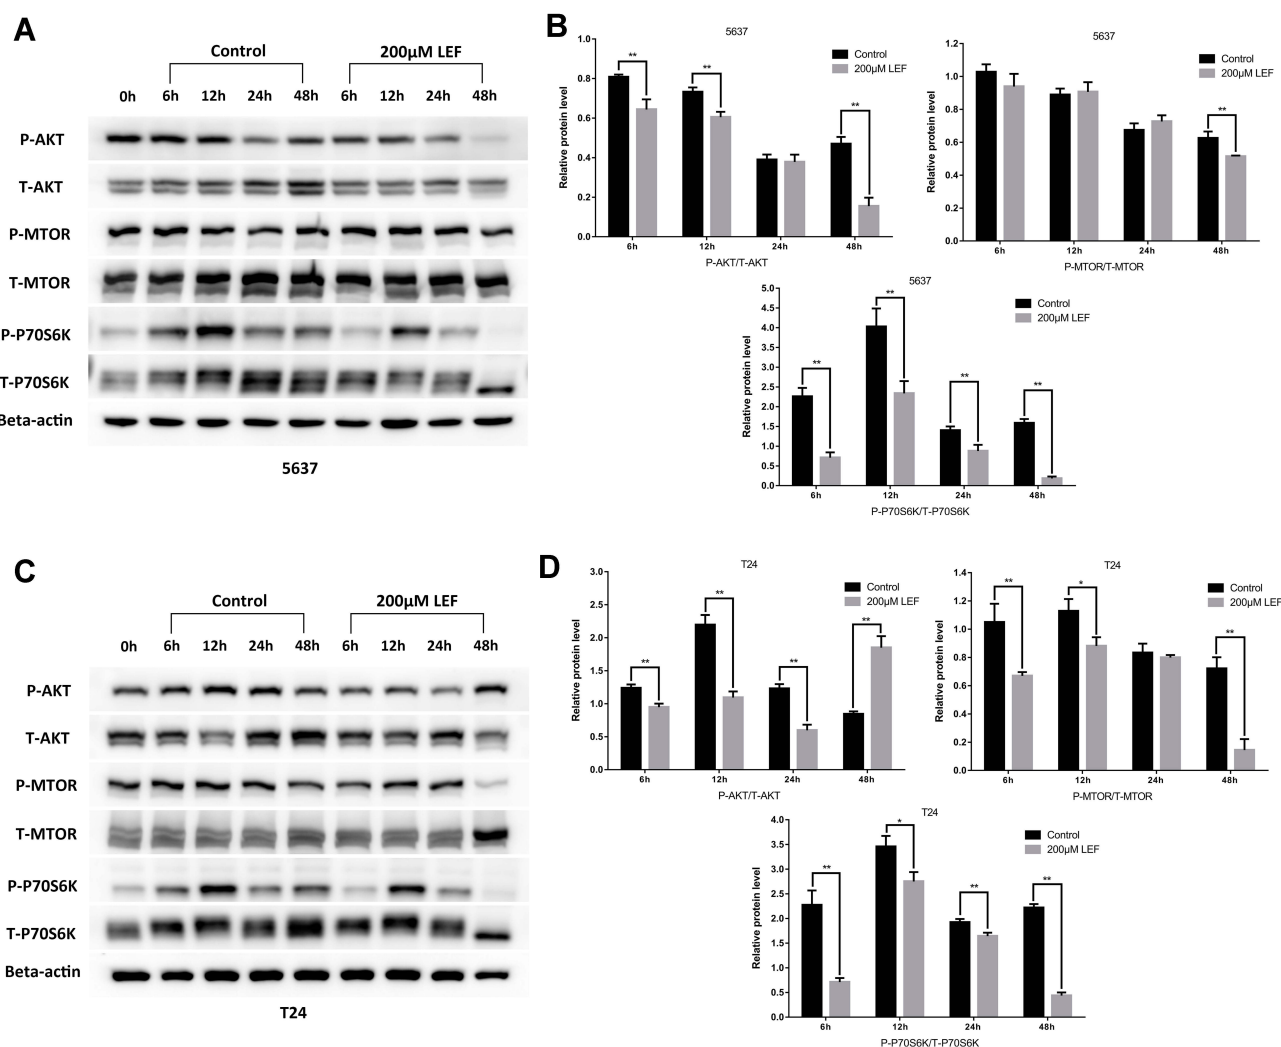 A
Control 200μM LEF
0h 6h 12h 24h 48h 6h 12h 24h 48h
P-AKT
T-AKT
P-MTOR
T-MTOR
P-P70S6K
T-P70S6K
Beta-actin
5637
B
5637
Relative protein level
1.0
0.8
0.6
0.4
0.2
0.0
** ** **
Control
200μM LEF
6h 12h 24h 48h
P-AKT/T-AKT
5637
Relative protein level
1.2
1.0
0.8
0.6
0.4
0.2
0.0
**
Control
200μM LEF
6h 12h 24h 48h
P-MTOR/T-MTOR
5637
Relative protein level
5.0
4.5
4.0
3.5
3.0
2.5
2.0
1.5
1.0
0.5
0.0
** ** ** **
Control
200μM LEF
6h 12h 24h 48h
P-P70S6K/T-P70S6K
C
Control 200μM LEF
0h 6h 12h 24h 48h 6h 12h 24h 48h
P-AKT
T-AKT
P-MTOR
T-MTOR
P-P70S6K
T-P70S6K
Beta-actin
T24
D
T24
Relative protein level
3.0
2.5
2.0
1.5
1.0
0.5
0.0
** ** ** **
Control
200μM LEF
6h 12h 24h 48h
P-AKT/T-AKT
T24
Relative protein level
1.4
1.2
1.0
0.8
0.6
0.4
0.2
0.0
** * **
Control
200μM LEF
6h 12h 24h 48h
P-MTOR/T-MTOR
T24
Relative protein level
4.0
3.5
3.0
2.5
2.0
1.5
1.0
0.5
0.0
** * ** **
Control
200μM LEF
6h 12h 24h 48h
P-P70S6K/T-P70S6K